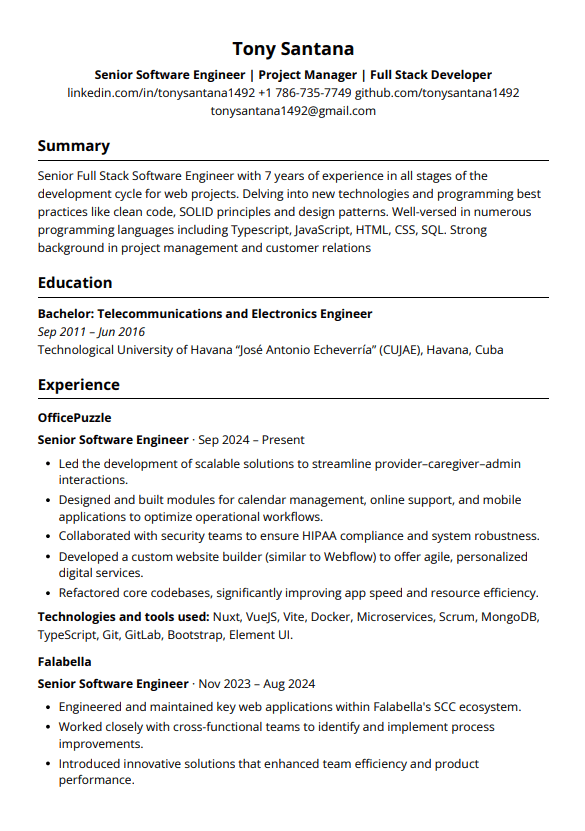 Tony Santana
Senior Software Engineer | Project Manager | Full Stack Developer
linkedin.com/in/tonysantana1492 +1 786-735-7749 github.com/tonysantana1492
tonysantana1492@gmail.com
Summary
Senior Full Stack Software Engineer with 7 years of experience in all stages of the
development cycle for web projects. Delving into new technologies and programming best
practices like clean code, SOLID principles and design patterns. Well-versed in numerous
programming languages including Typescript, JavaScript, HTML, CSS, SQL. Strong
background in project management and customer relations
Education
Bachelor: Telecommunications and Electronics Engineer
Sep 2011 – Jun 2016
Technological University of Havana “José Antonio Echeverría” (CUJAE), Havana, Cuba
Experience
OfficePuzzle
Senior Software Engineer · Sep 2024 – Present
• Led the development of scalable solutions to streamline provider–caregiver–admin
interactions.
• Designed and built modules for calendar management, online support, and mobile
applications to optimize operational workflows.
• Collaborated with security teams to ensure HIPAA compliance and system robustness.
• Developed a custom website builder (similar to Webflow) to offer agile, personalized
digital services.
• Refactored core codebases, significantly improving app speed and resource efficiency.
Technologies and tools used: Nuxt, VueJS, Vite, Docker, Microservices, Scrum, MongoDB,
TypeScript, Git, GitLab, Bootstrap, Element UI.
Falabella
Senior Software Engineer · Nov 2023 – Aug 2024
• Engineered and maintained key web applications within Falabella's SCC ecosystem.
• Worked closely with cross-functional teams to identify and implement process
improvements.
• Introduced innovative solutions that enhanced team efficiency and product
performance.